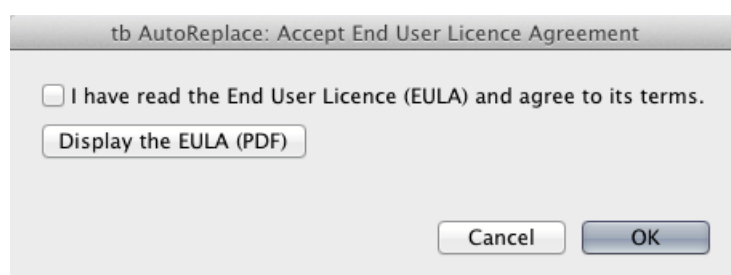 tb AutoReplace: Accept End User Licence Agreement
I have read the End User Licence (EULA) and agree to its terms.
Display the EULA (PDF)
Cancel OK